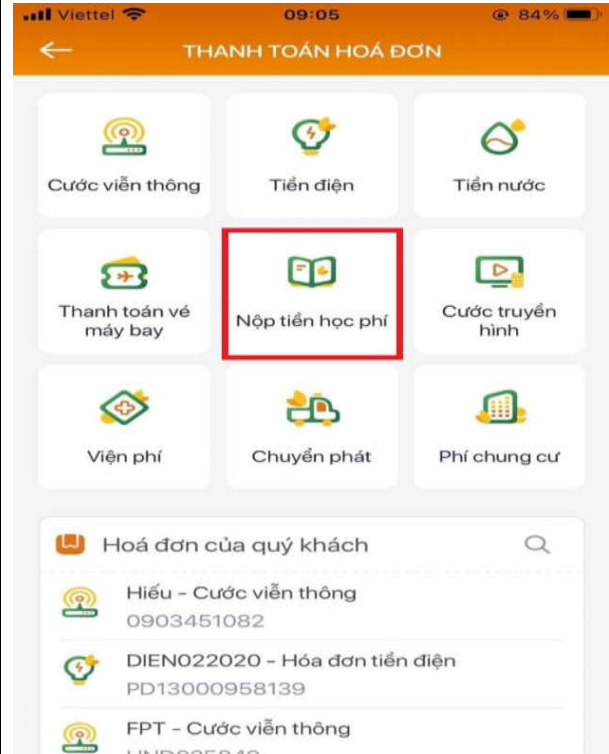 Viettel 09:05 84%
THANH TOÁN HOÁ ĐƠN
Cước viễn thông
Tiền điện
Tiền nước
Thanh toán vé
máy bay
Nộp tiền học phí
Cước truyền
hình
Viện phí
Chuyển phát
Phí chung cư
Hoá đơn của quý khách
Hiếu - Cước viễn thông
0903451082
DIEN022020 - Hóa đơn tiền điện
PD13000958139
FPT - Cước viễn thông